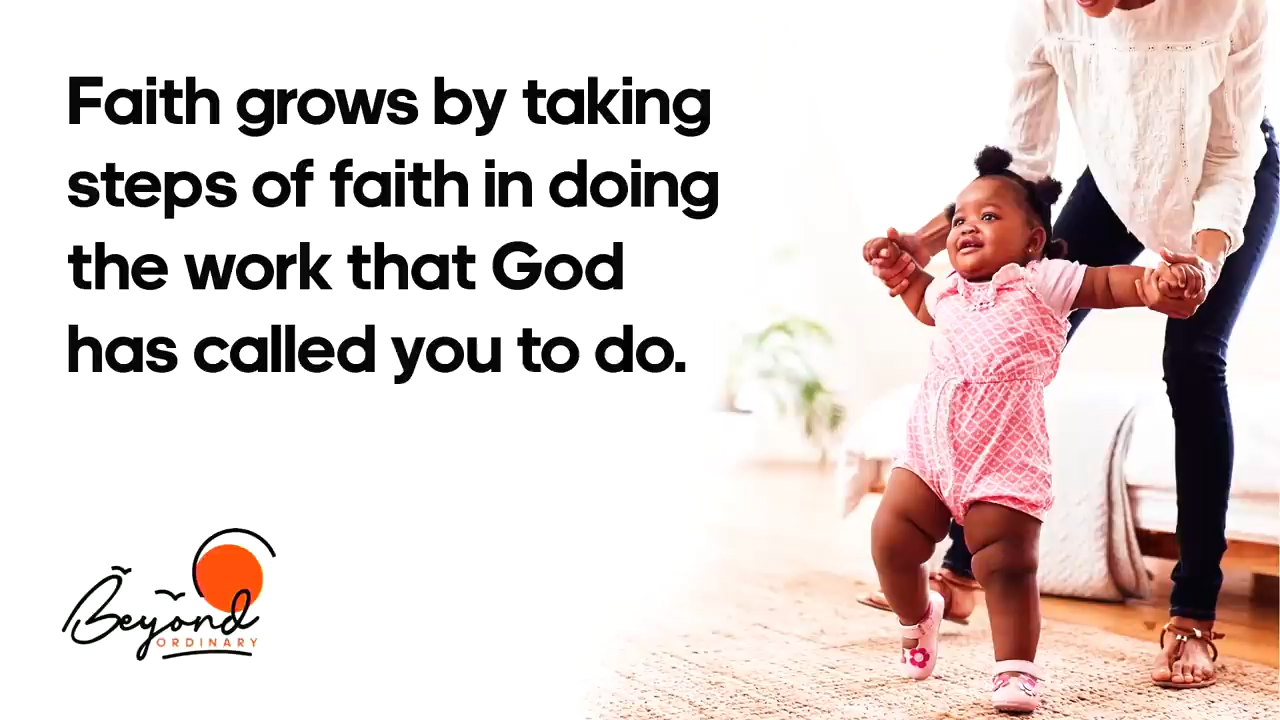 Faith grows by taking
steps of faith in doing
the work that God
has called you to do.
Beyond
ORDINARY